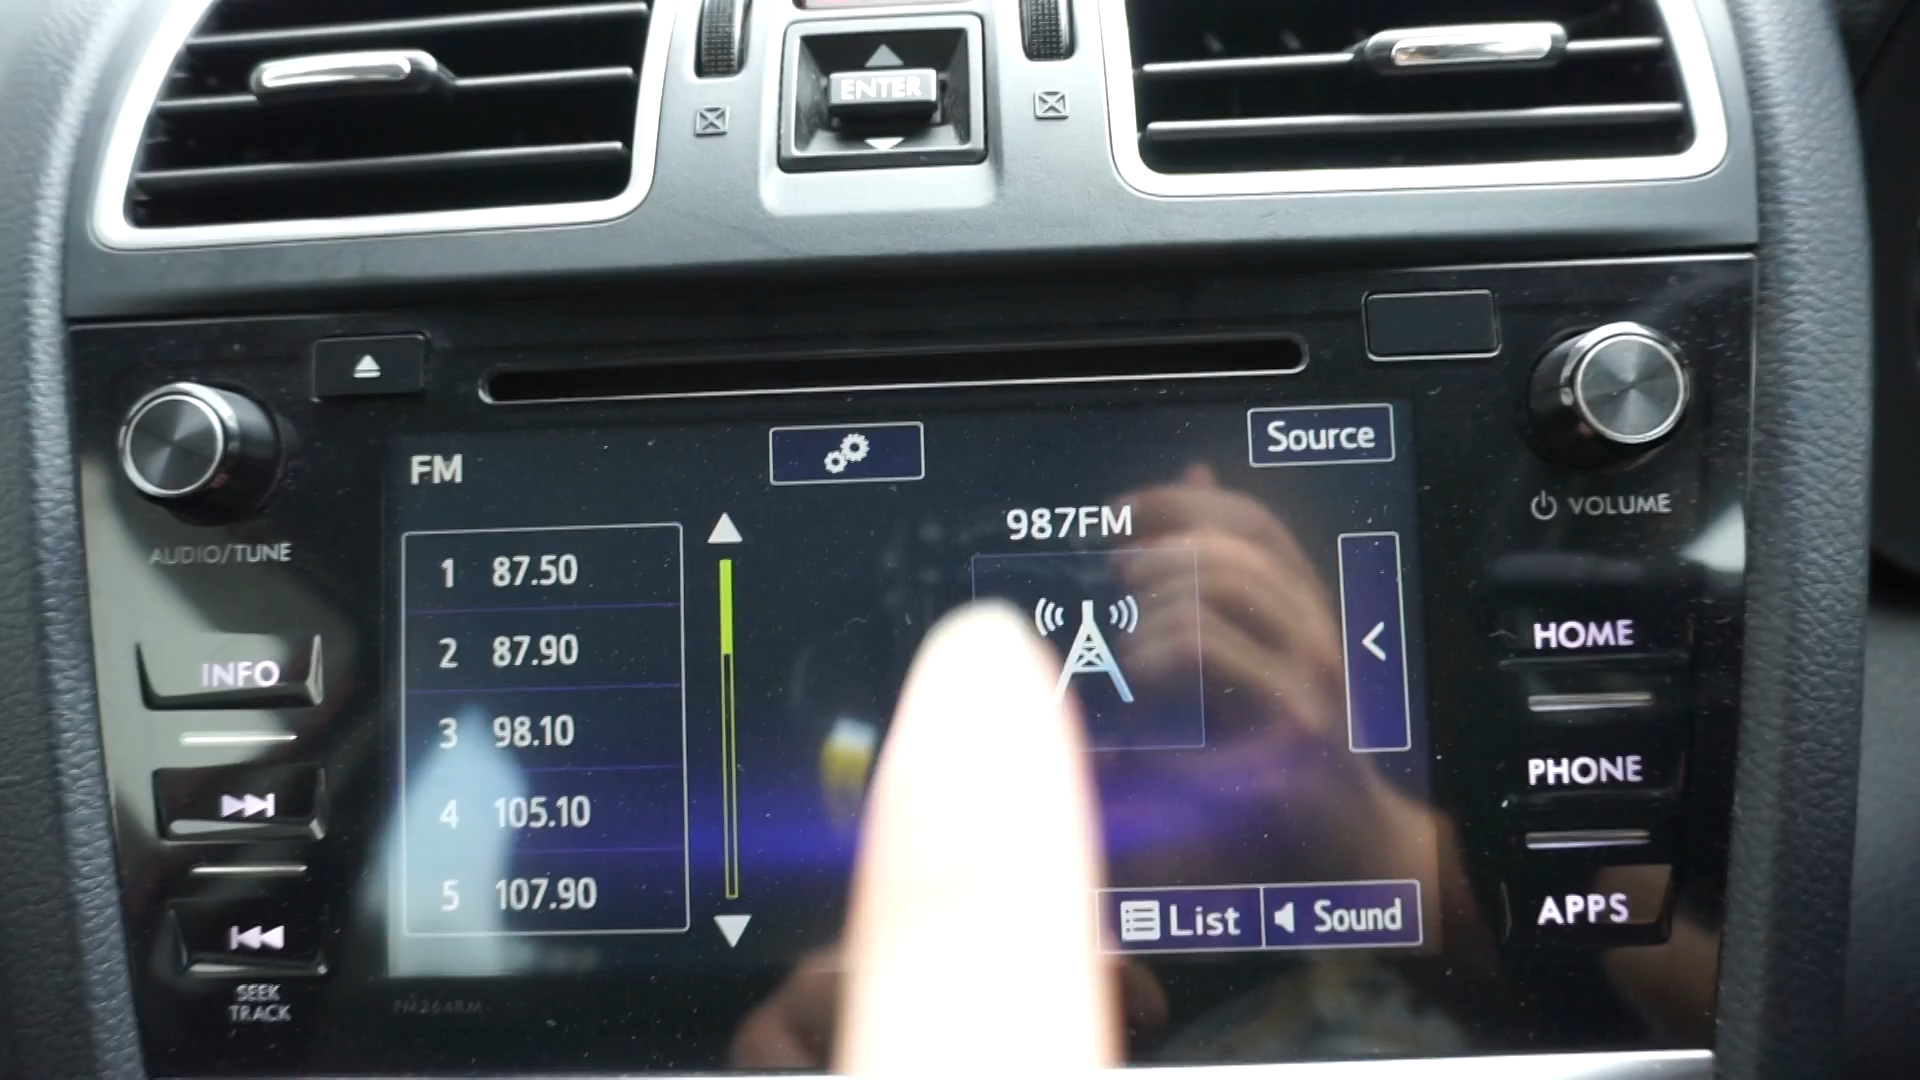 ENTER
Source
FM
987FM
VOLUME
AUDIO/TUNE
1 87.50
2 87.90
3 98.10
4 105.10
5 107.90
HOME
INFO
PHONE
APPS
List
Sound
SEEK
TRACK
FM264RM